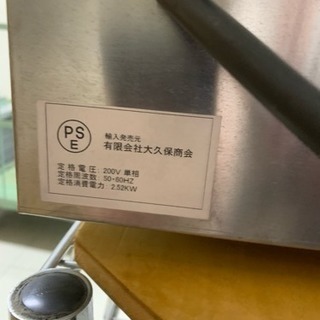 PS
E
輸入発売元
有限会社大久保商会
定格電圧: 200V 単相
定格周波数: 50・60HZ
定格消費電力: 2.52KW